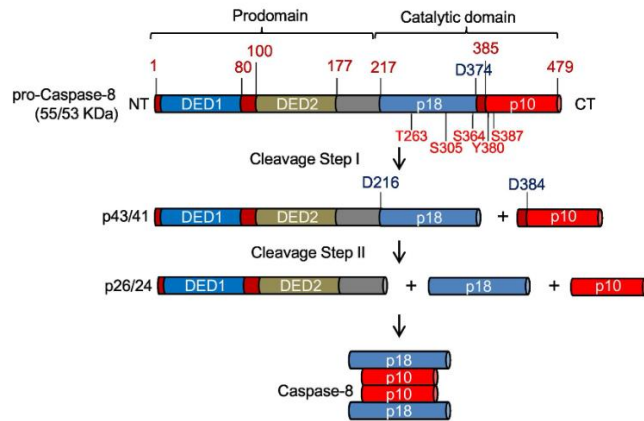 Prodomain Catalytic domain
100 385
1 80 177 217 D374 479
pro-Caspase-8 NT DED1 DED2 p18 p10 CT
(55/53 KDa)
T263 S364 S387
S305 Y380
Cleavage Step I
D216 D384
p43/41 DED1 DED2 p18 + p10
Cleavage Step II
p26/24 DED1 DED2 + p18 + p10
p18
p10
Caspase-8
p10
p18